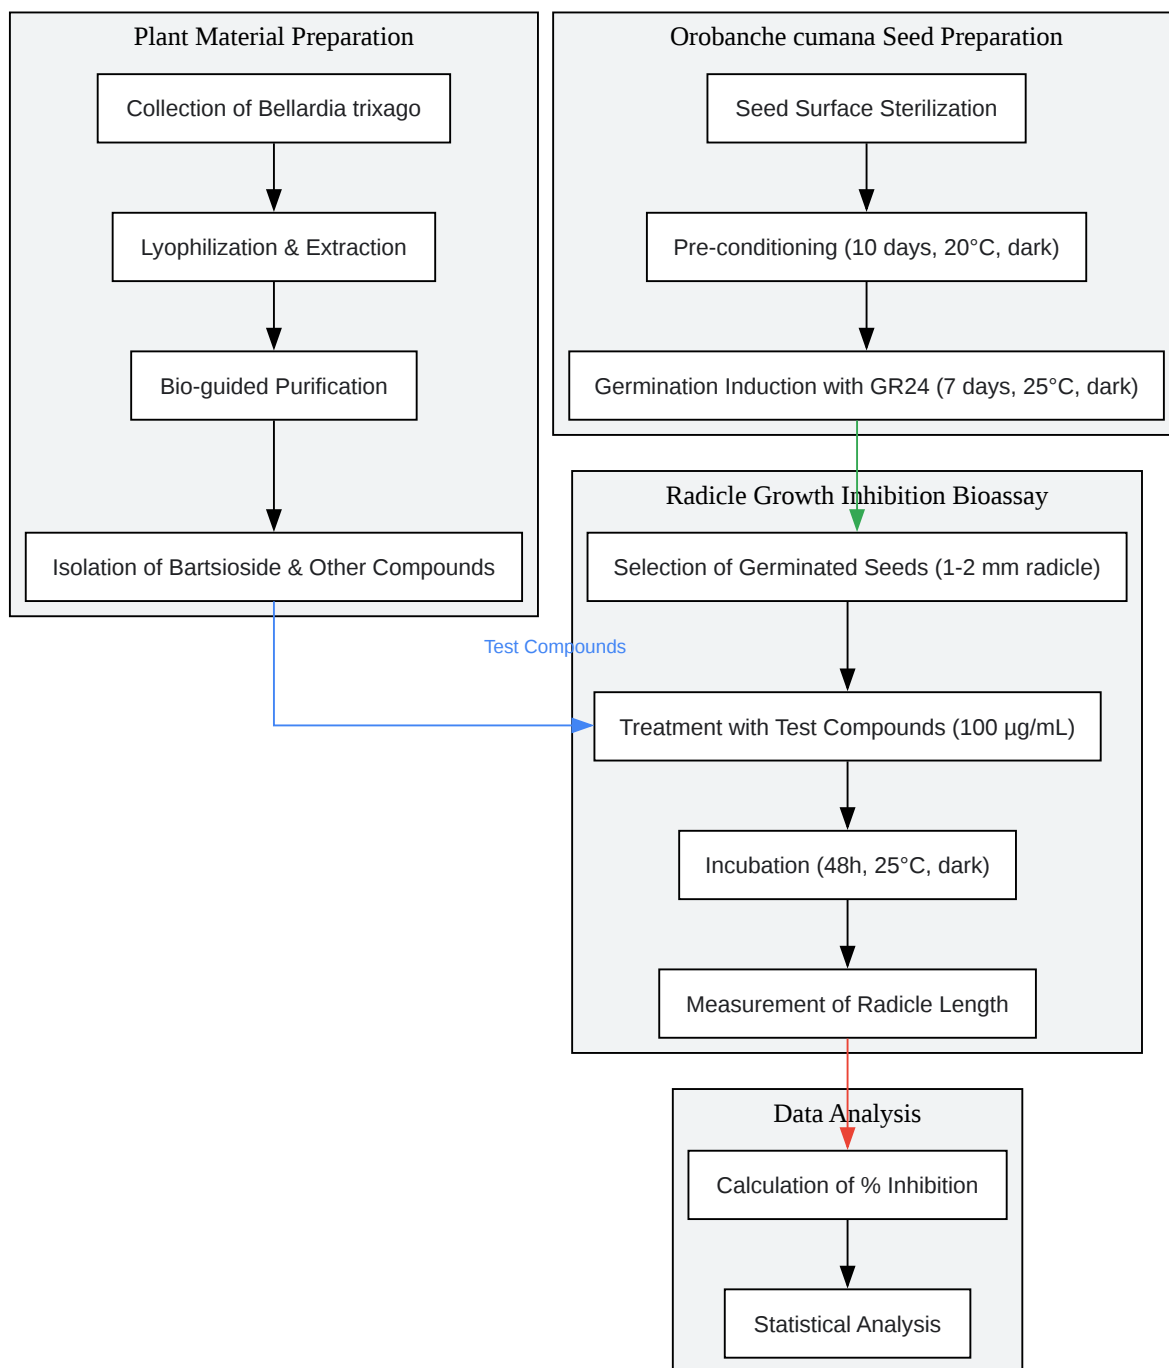 Plant Material Preparation
Collection of Bellardia trixago
Lyophilization & Extraction
Bio-guided Purification
Isolation of Bartsioside & Other Compounds
Orobanche cumana Seed Preparation
Seed Surface Sterilization
Pre-conditioning (10 days, 20°C, dark)
Germination Induction with GR24 (7 days, 25°C, dark)
Radicle Growth Inhibition Bioassay
Selection of Germinated Seeds (1-2 mm radicle)
Test Compounds
Treatment with Test Compounds (100 µg/mL)
Incubation (48h, 25°C, dark)
Measurement of Radicle Length
Data Analysis
Calculation of % Inhibition
Statistical Analysis